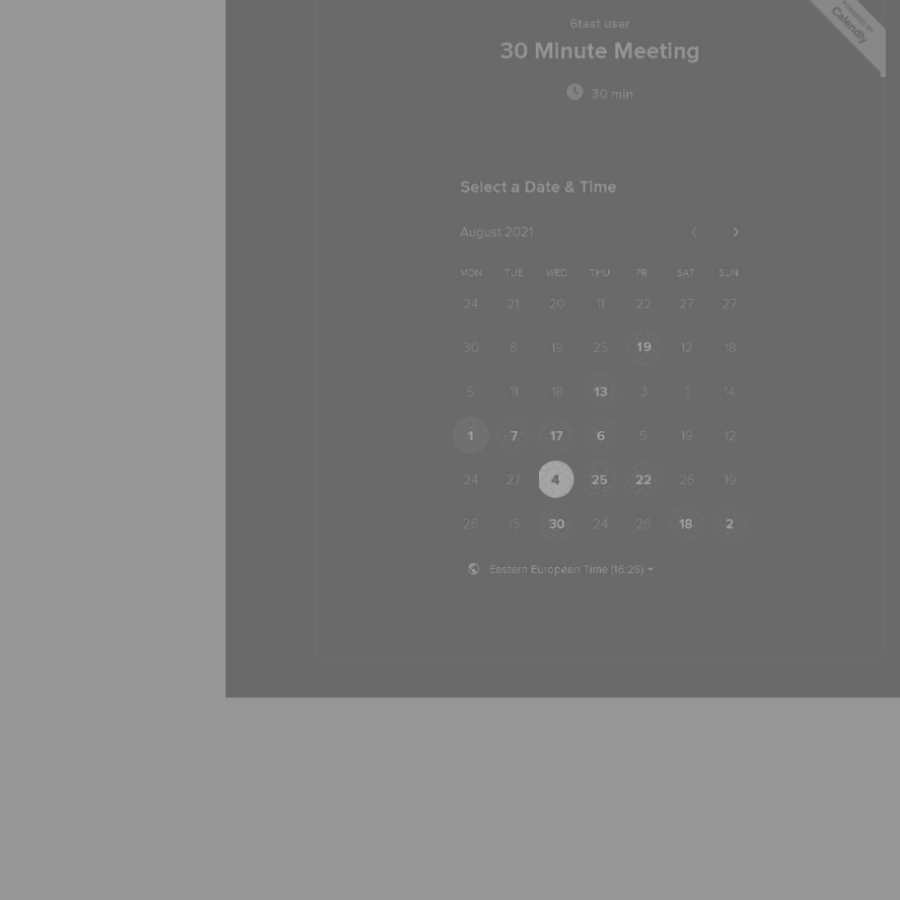 6test user
30 Minute Meeting
30 min
POWERED BY
Calendly
Select a Date & Time
August 2021
MON TUE WED THU FRI SAT SUN
24 21 20 11 22 27 27
30 6 19 25 19 12 18
5 11 18 13 3 1 14
1 7 17 6 5 19 12
24 27 4 25 22 26 19
26 15 30 24 26 18 2
Eastern European Time (16:28)